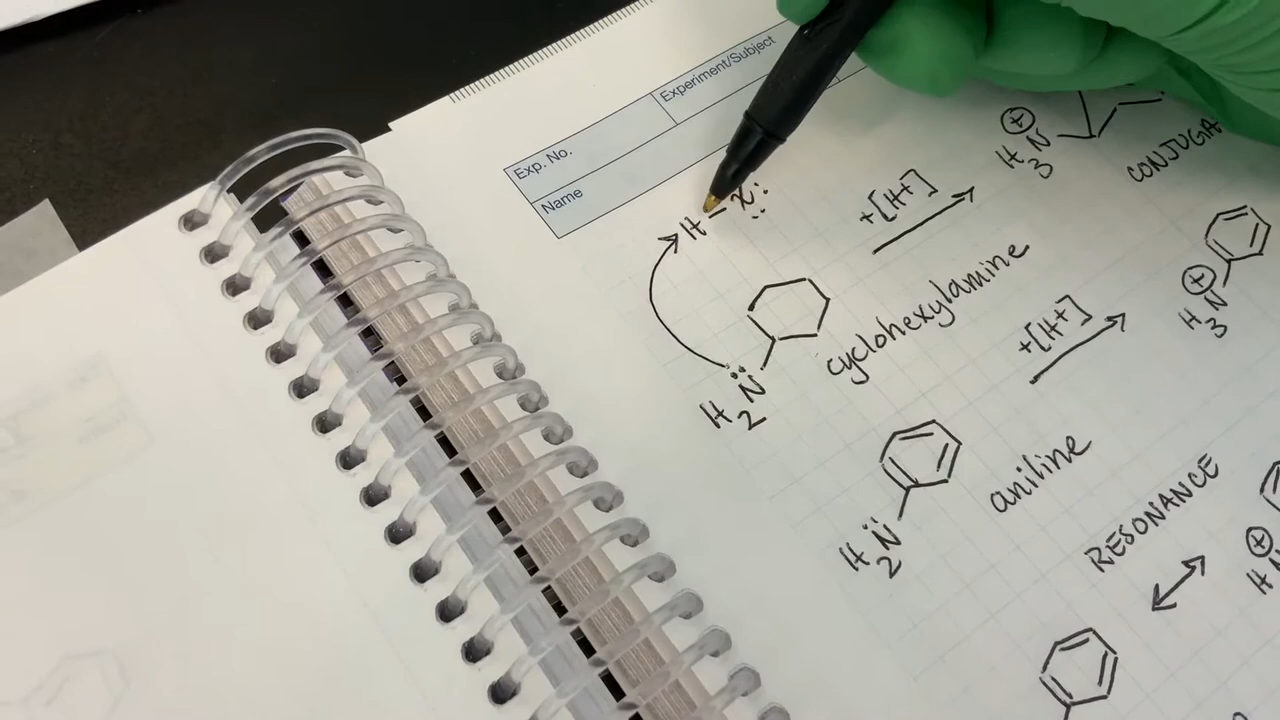 Exp. No.
Experiment/Subject
Name
H - X:
+[H+]
H3N
CONJUGA
H2N
cyclohexylamine
+[H+]
H3N
H2N
aniline
RESONANCE